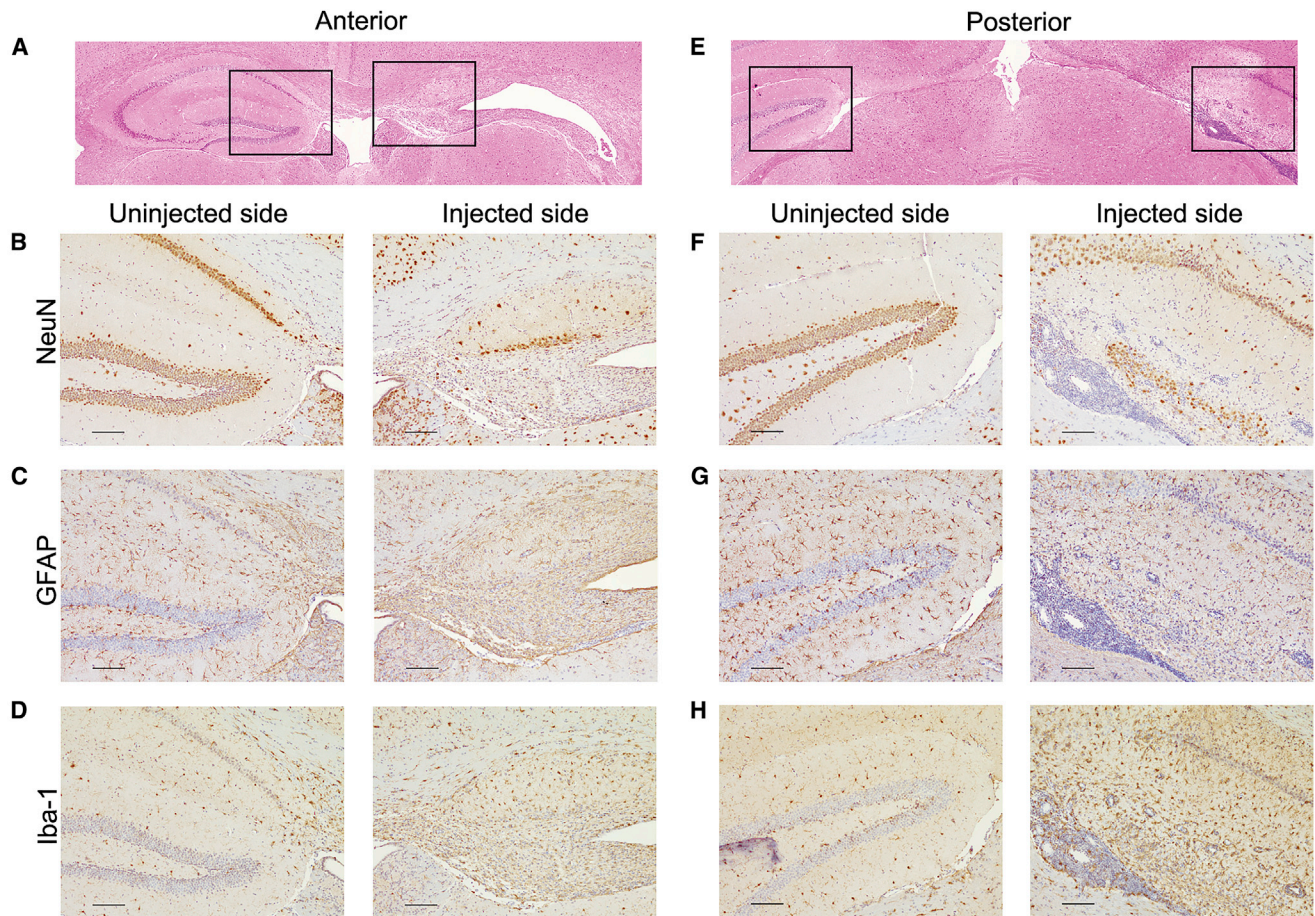 Anterior
Posterior
A
E
Uninjected side
Injected side
Uninjected side
Injected side
B
NeuN
F
C
GFAP
G
D
Iba-1
H